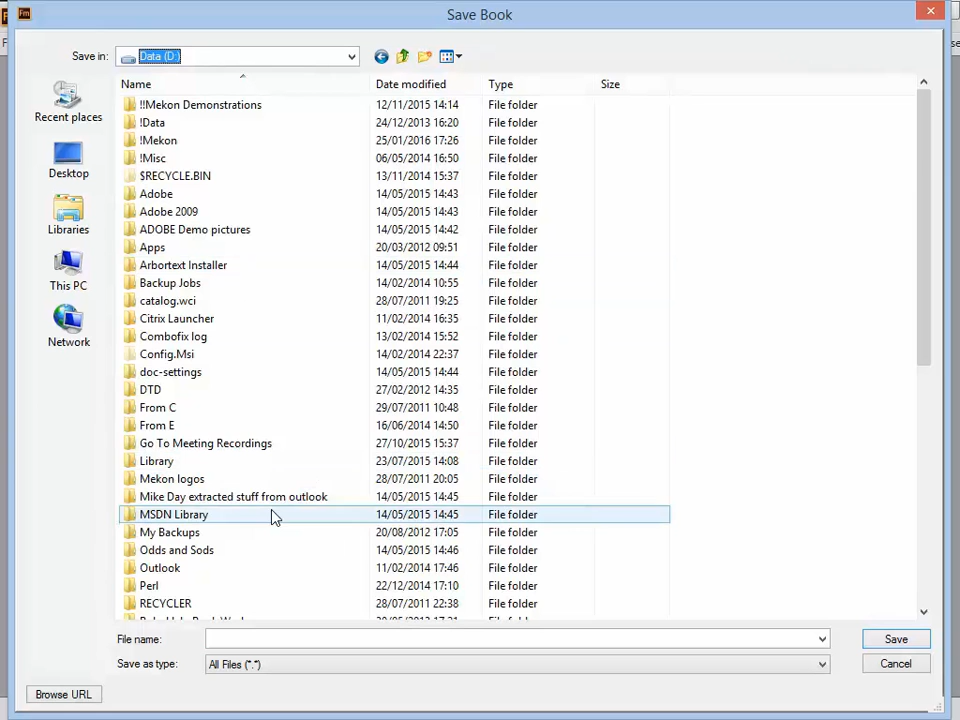 Fm
Save Book
Save in:
Data (D:)
Name
Date modified
Type
Size
!!Mekon Demonstrations 12/11/2015 14:14 File folder
!Data 24/12/2013 16:20 File folder
!Mekon 25/01/2016 17:26 File folder
!Misc 06/05/2014 16:50 File folder
$RECYCLE.BIN 13/11/2014 15:37 File folder
Adobe 14/05/2015 14:43 File folder
Adobe 2009 14/05/2015 14:43 File folder
ADOBE Demo pictures 14/05/2015 14:42 File folder
Apps 20/03/2012 09:51 File folder
Arbortext Installer 14/05/2015 14:44 File folder
Backup Jobs 14/02/2014 10:55 File folder
catalog.wci 28/07/2011 19:25 File folder
Citrix Launcher 11/02/2014 16:35 File folder
Combofix log 13/02/2014 15:52 File folder
Config.Msi 14/02/2014 22:37 File folder
doc-settings 14/05/2015 14:44 File folder
DTD 27/02/2012 14:35 File folder
From C 29/07/2011 10:48 File folder
From E 16/06/2014 14:50 File folder
Go To Meeting Recordings 27/10/2015 15:37 File folder
Library 23/07/2015 14:08 File folder
Mekon logos 28/07/2011 20:05 File folder
Mike Day extracted stuff from outlook 14/05/2015 14:45 File folder
MSDN Library 14/05/2015 14:45 File folder
My Backups 20/08/2012 17:05 File folder
Odds and Sods 14/05/2015 14:46 File folder
Outlook 11/02/2014 17:46 File folder
Perl 22/12/2014 17:10 File folder
RECYCLER 28/07/2011 22:38 File folder
Recent places
Desktop
Libraries
This PC
Network
File name:
Save
Save as type:
All Files (*.*)
Cancel
Browse URL